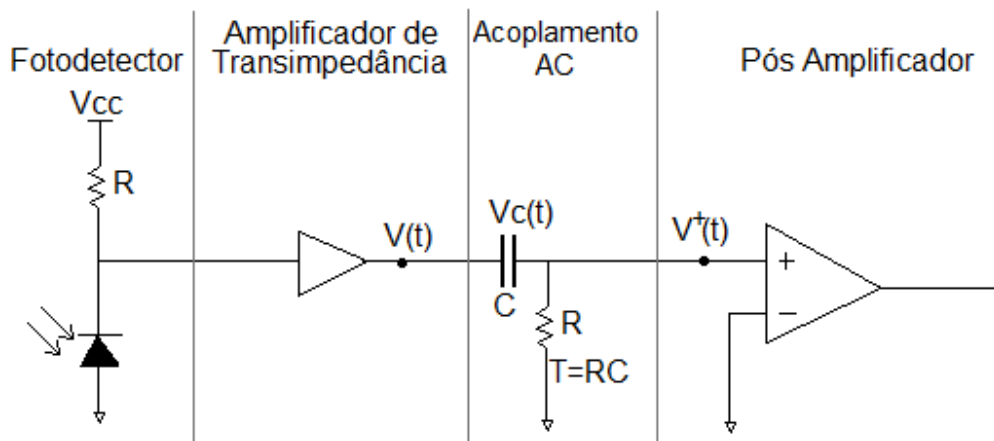 Fotodetector
Amplificador de
Transimpedância
Acoplamento
AC
Pós Amplificador
Vcc
R
V(t)
Vc(t)
C
R
T=RC
V⁺(t)
+
−